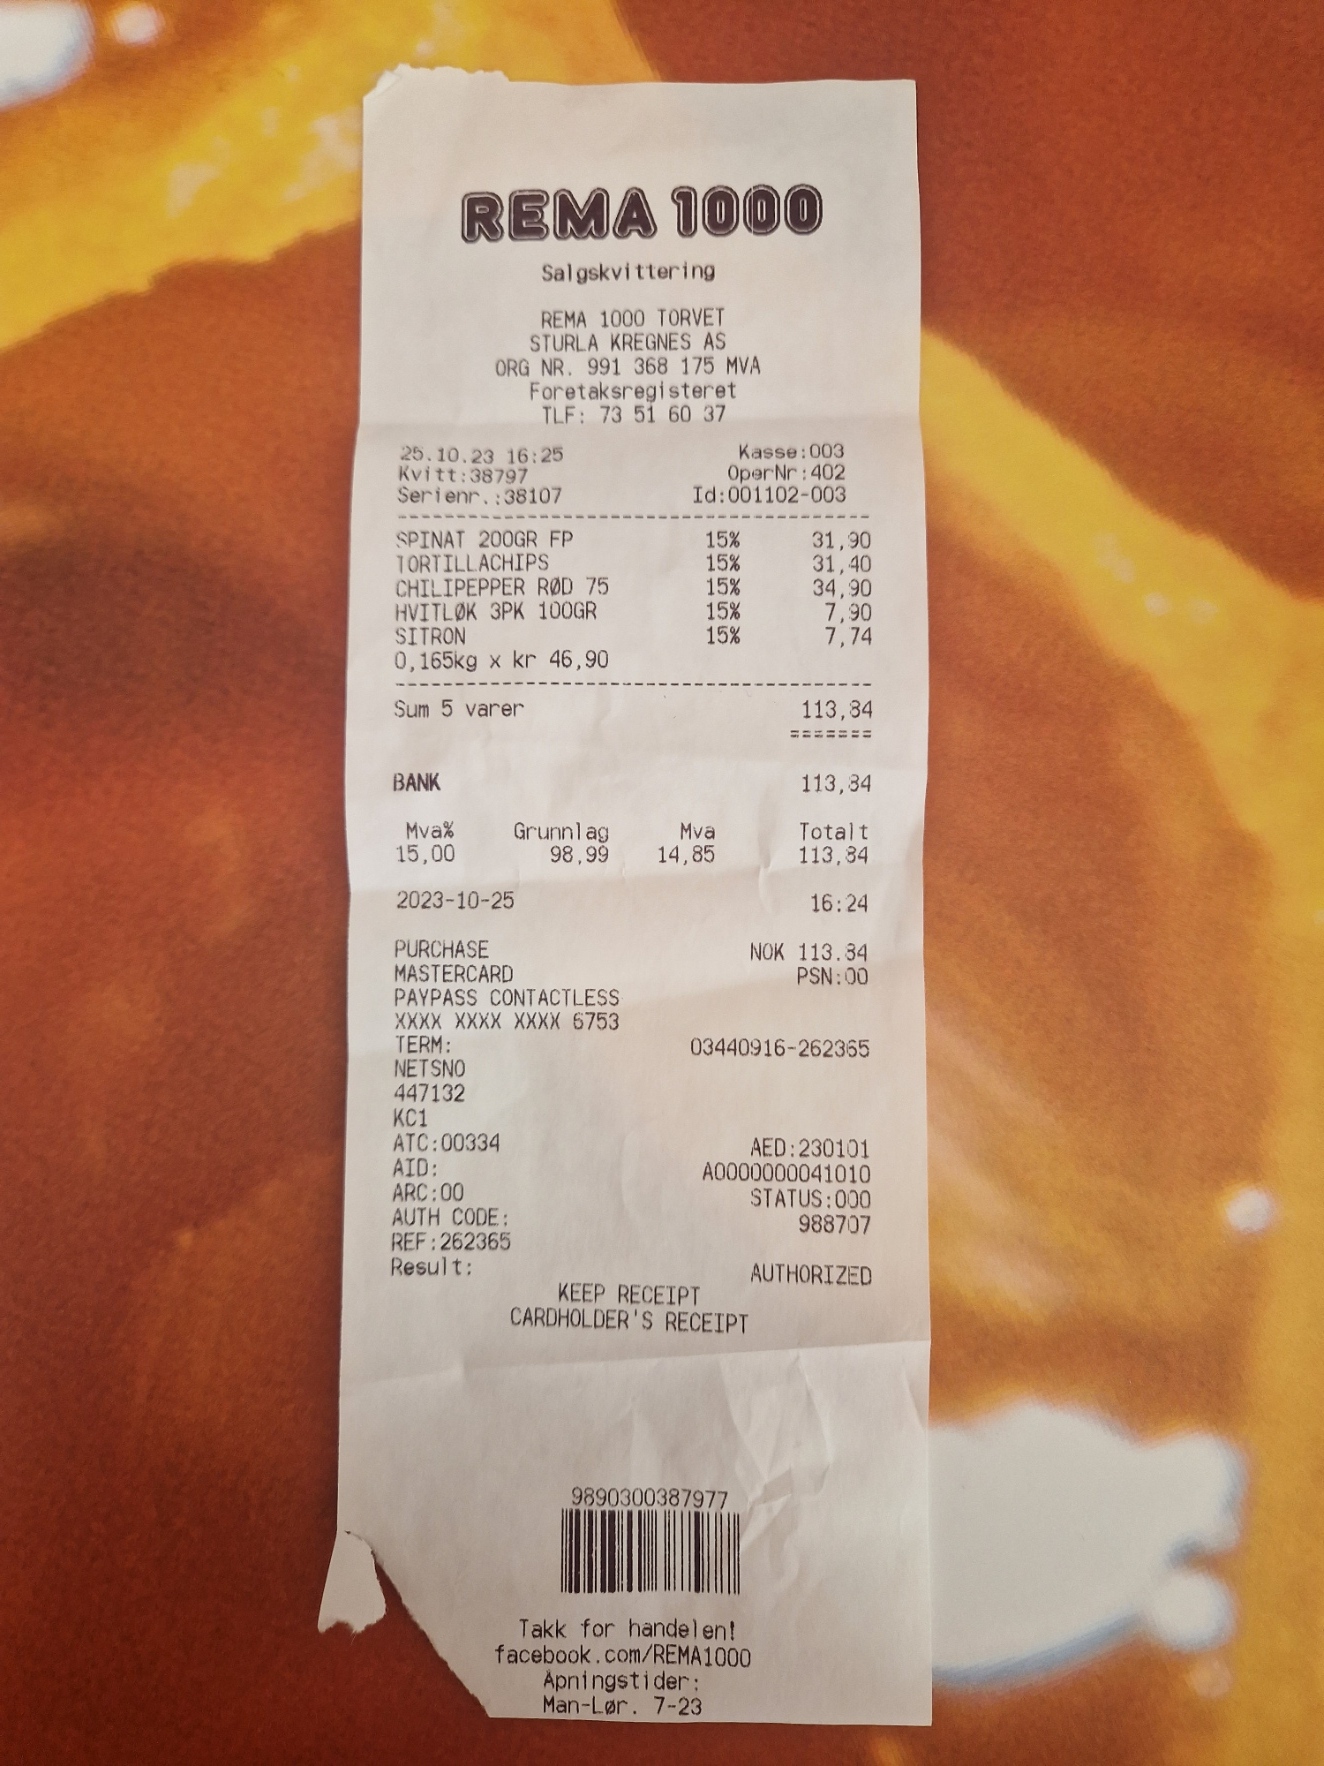 REMA 1000
Salgskvittering
REMA 1000 TORVET
STURLA KREGNES AS
ORG NR. 991 368 175 MVA
Foretaksregisteret
TLF: 73 51 60 37
25.10.23 16:25 Kasse:003
Kvitt:38797 OperNr:402
Serienr.:38107 Id:001102-003
SPINAT 200GR FP 15% 31,90
TORTILLACHIPS 15% 31,40
CHILIPEPPER RØD 75 15% 34,90
HVITLØK 3PK 100GR 15% 7,90
SITRON 15% 7,74
0,165kg x kr 46,90
Sum 5 varer 113,84
=======
BANK 113,84
Mva% Grunnlag Mva Totalt
15,00 98,99 14,85 113,84
2023-10-25 16:24
PURCHASE NOK 113.84
MASTERCARD PSN:00
PAYPASS CONTACTLESS
XXXX XXXX XXXX 6753
TERM: 03440916-262365
NETSNO
447132
KC1
ATC:00334 AED:230101
AID: A0000000041010
ARC:00 STATUS:000
AUTH CODE: 988707
REF:262365
Result: AUTHORIZED
KEEP RECEIPT
CARDHOLDER'S RECEIPT
9890300387977
Takk for handelen!
facebook.com/REMA1000
Åpningstider:
Man-Lør. 7-23